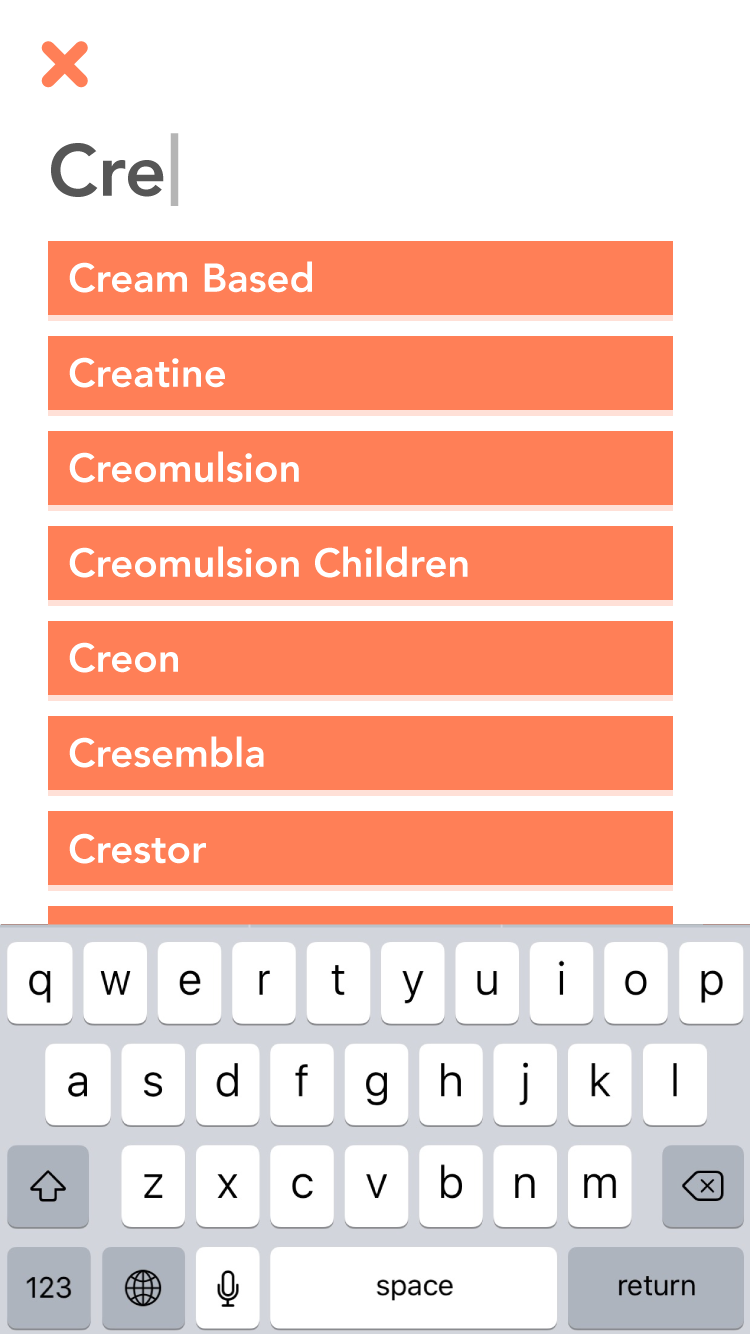 Cre
Cream Based
Creatine
Creomulsion
Creomulsion Children
Creon
Cresembla
Crestor
q w e r t y u i o p
a s d f g h j k l
z x c v b n m
123 space return